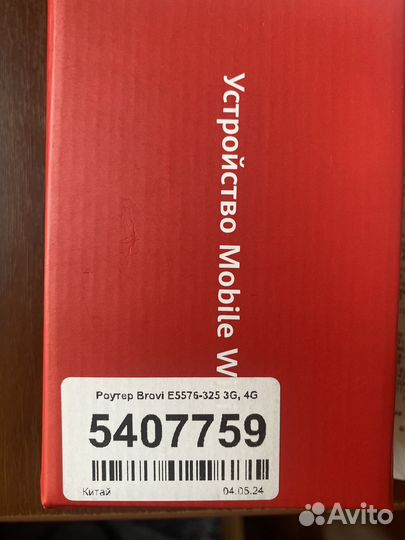 Устройство Mobile W
Роутер Brovi E5576-325 3G, 4G
5407759
Китай 04.05.24
Avito